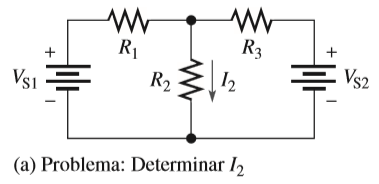 R1 R3
+ +
VS1 R2 I2 VS2
– –
(a) Problema: Determinar I2